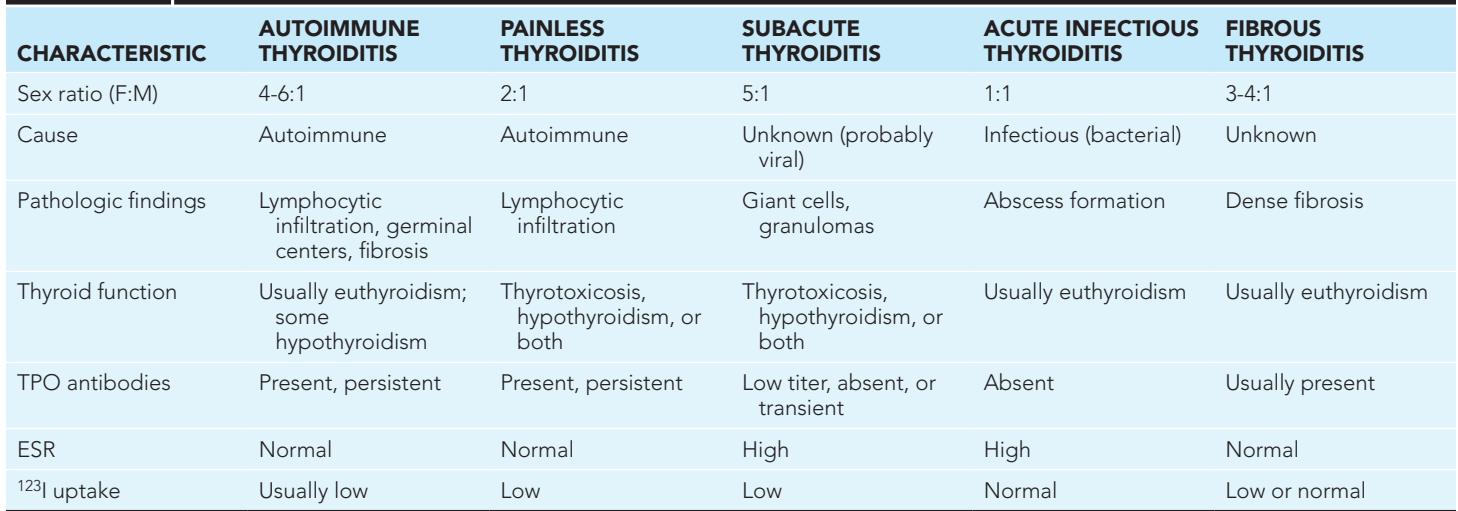 CHARACTERISTIC AUTOIMMUNE THYROIDITIS PAINLESS THYROIDITIS SUBACUTE THYROIDITIS ACUTE INFECTIOUS THYROIDITIS FIBROUS THYROIDITIS
Sex ratio (F:M) 4-6:1 2:1 5:1 1:1 3-4:1
Cause Autoimmune Autoimmune Unknown (probably viral) Infectious (bacterial) Unknown
Pathologic findings Lymphocytic infiltration, germinal centers, fibrosis Lymphocytic infiltration Giant cells, granulomas Abscess formation Dense fibrosis
Thyroid function Usually euthyroidism; some hypothyroidism Thyrotoxicosis, hypothyroidism, or both Thyrotoxicosis, hypothyroidism, or both Usually euthyroidism Usually euthyroidism
TPO antibodies Present, persistent Present, persistent Low titer, absent, or transient Absent Usually present
ESR Normal Normal High High Normal
¹²³I uptake Usually low Low Low Normal Low or normal